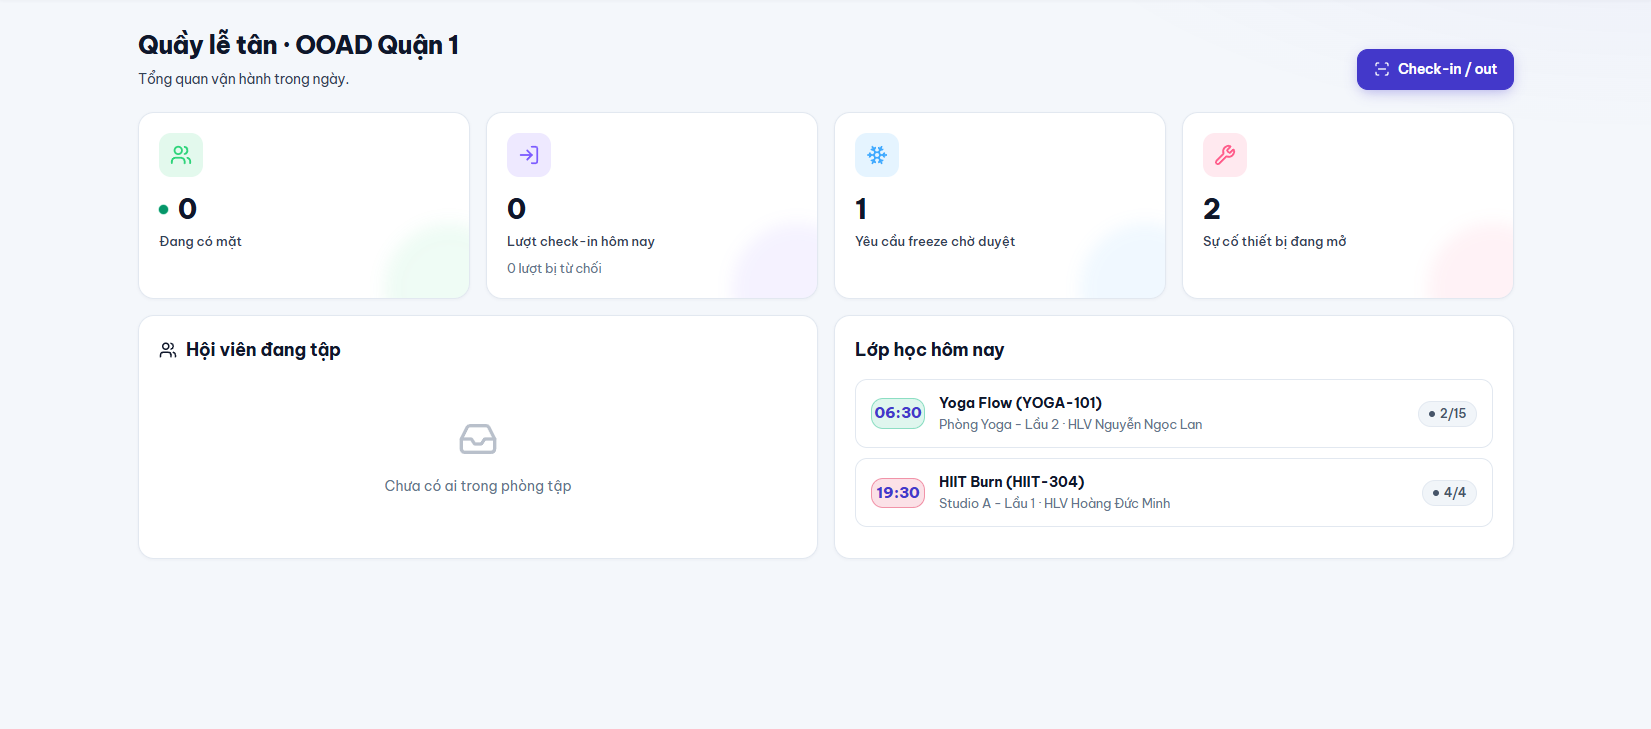 Quầy lễ tân · OOAD Quận 1
Tổng quan vận hành trong ngày.
Check-in / out
0
Đang có mặt
0
Lượt check-in hôm nay
0 lượt bị từ chối
1
Yêu cầu freeze chờ duyệt
2
Sự cố thiết bị đang mở
Hội viên đang tập
Chưa có ai trong phòng tập
Lớp học hôm nay
06:30
Yoga Flow (YOGA-101)
Phòng Yoga - Lầu 2 · HLV Nguyễn Ngọc Lan
2/15
19:30
HIIT Burn (HIIT-304)
Studio A - Lầu 1 · HLV Hoàng Đức Minh
4/4